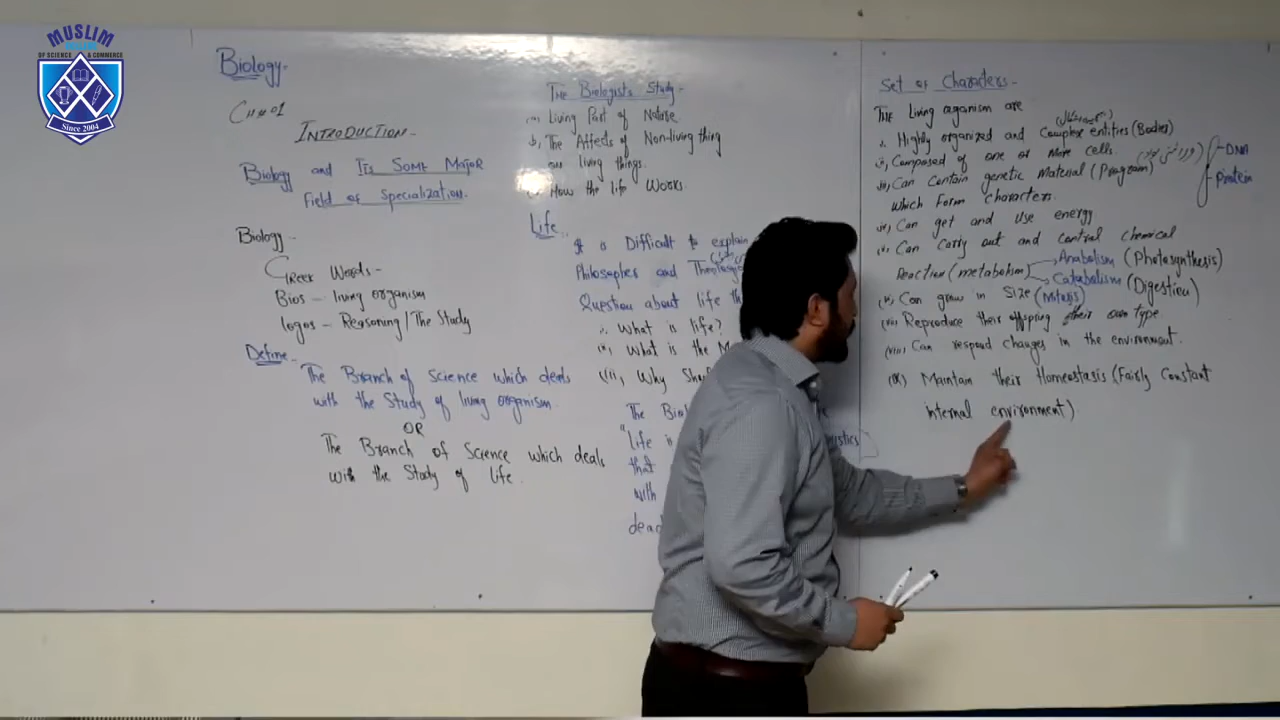 MUSLIM
OF SCIENCE & COMMERCE
Since 2004
Biology-
CH#01
INTRODUCTION-
Biology and Its Some Major
Field of Specialization.
Biology-
Greek Words-
Bios - living organism
logos - Reasoning / The Study
Define-
The Branch of Science which deals
with the Study of living organism.
OR
The Branch of Science which deals
with the Study of life.
The Biologists Study-
Living Part of Nature
ii, The Affects of Non-living thing
on living things.
How the life Works.
Life-
a Difficult to explain
Philosopher and
Question about life
i. What is life?
ii, What is the
iii, Why
The
Life is
that
with
Set of Characters-
The Living organism are
i. Highly organized and Complex entities (Bodies)
ii, Composed of one or More cells.
iii, Can Contain genetic Material (Program)
DNA
Protein
Which Form characters.
iv, Can get and Use energy
v, Can Carry out and control chemical
Reaction (metabolism)
Anabolism (Photosynthesis)
Catabolism (Digestion)
(vi) Can grow in Size (Mitosis)
(vii) Reproduce their offspring their own type
(viii) Can respond changes in the environment.
(ix) Maintain their Homeostasis (Fairly Constant
internal environment)